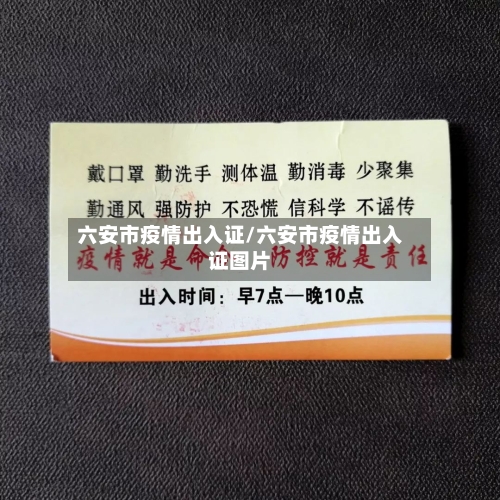 戴口罩 勤洗手 测体温 勤消毒 少聚集
勤通风 强防护 不恐慌 信科学 不谣传
六安市疫情出入证/六安市疫情出入
证图片
疫情就是命 防控就是责任
出入时间：早7点—晚10点